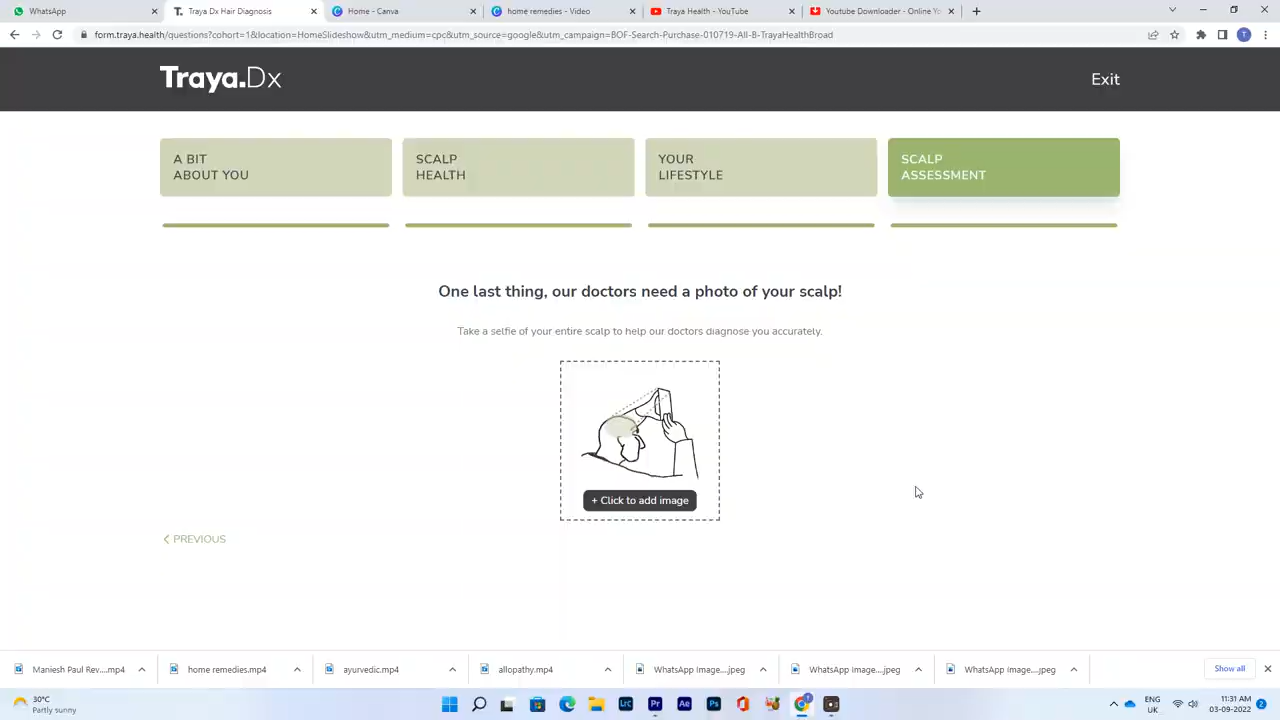 WhatsApp
Traya Dx Hair Diagnosis
Home - Canva
home remedies - Video
Traya Health - YouTube
Youtube Downloader - Online Yo
form.traya.health/questions?cohort=1&location=HomeSlideshow&utm_medium=cpc&utm_source=google&utm_campaign=BOF-Search-Purchase-010719-All-B-TrayaHealthBroad
T
Traya.Dx
Exit
A BIT
ABOUT YOU
SCALP
HEALTH
YOUR
LIFESTYLE
SCALP
ASSESSMENT
One last thing, our doctors need a photo of your scalp!
Take a selfie of your entire scalp to help our doctors diagnose you accurately.
+ Click to add image
PREVIOUS
Maniesh Paul Rev....mp4
home remedies.mp4
ayurvedic.mp4
allopathy.mp4
WhatsApp Image....jpeg
WhatsApp Image....jpeg
WhatsApp Image....jpeg
Show all
30°C
Partly sunny
Lrc
Pr
Ae
Ps
ENG
UK
11:31 AM
03-09-2022
2